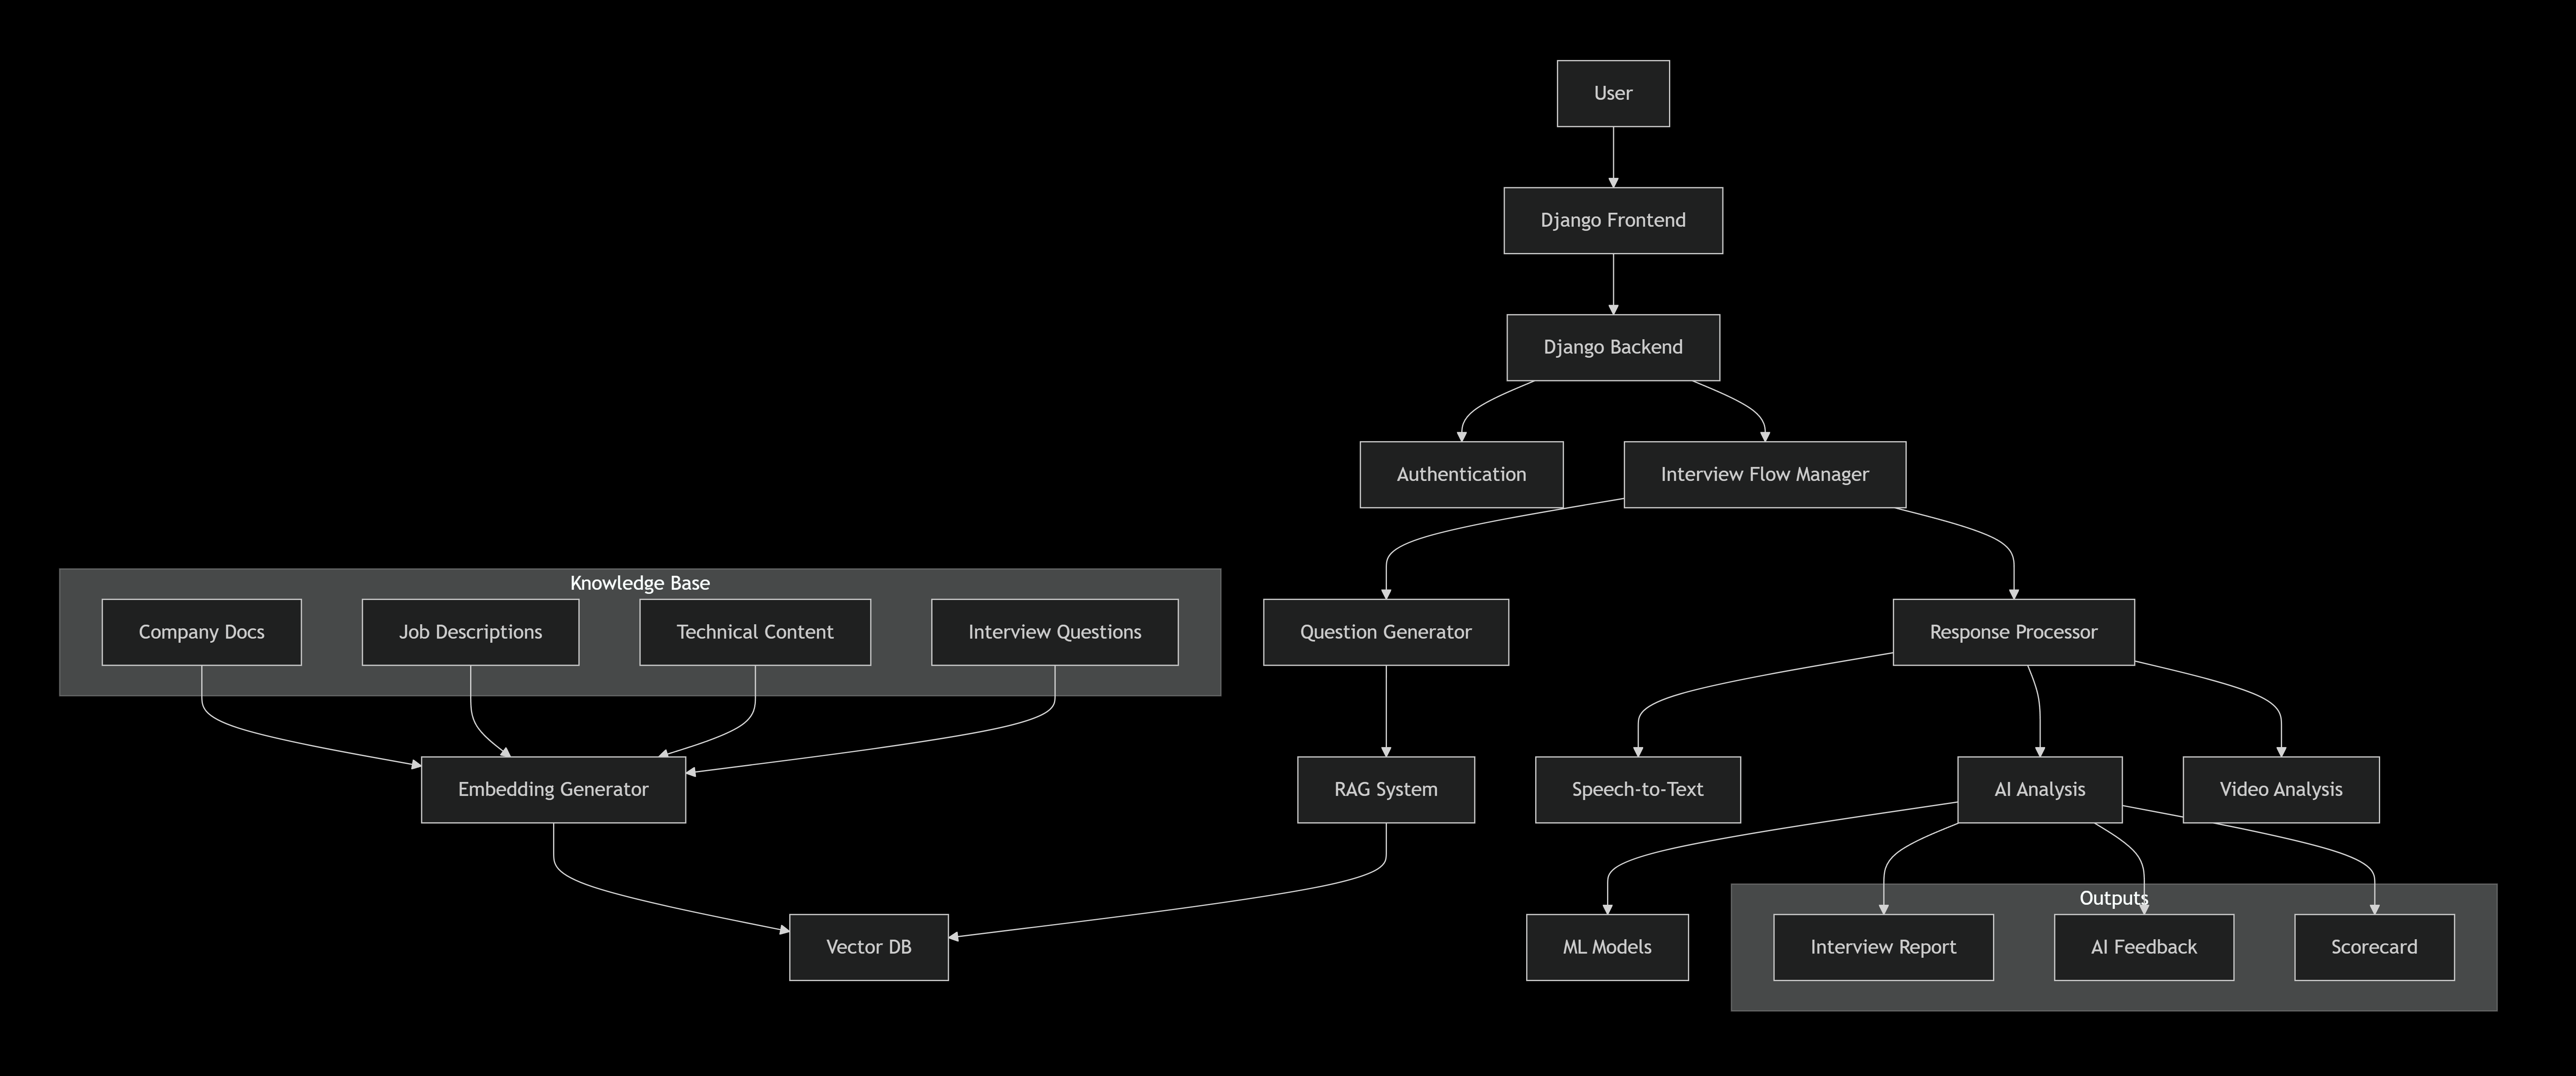 User
Django Frontend
Django Backend
Authentication
Interview Flow Manager
Knowledge Base
Company Docs
Job Descriptions
Technical Content
Interview Questions
Question Generator
Response Processor
Embedding Generator
RAG System
Speech-to-Text
AI Analysis
Video Analysis
Outputs
Vector DB
ML Models
Interview Report
AI Feedback
Scorecard